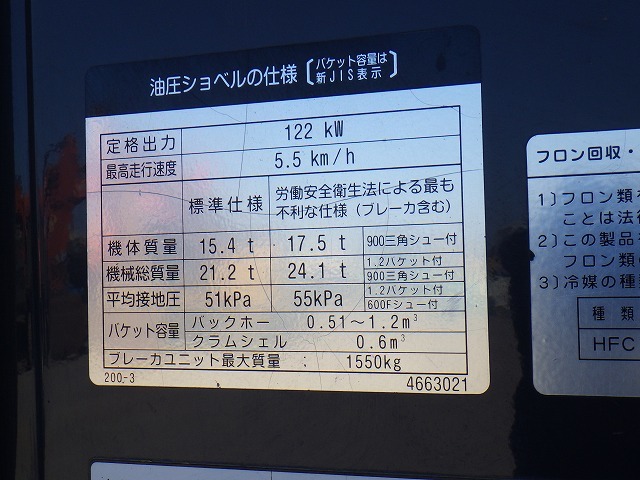 油圧ショベルの仕様〔バケット容量は新JIS表示〕
定格出力 122 kW
最高走行速度 5.5 km/h
標準仕様 労働安全衛生法による最も
不利な仕様(ブレーカ含む)
機体質量 15.4 t 17.5 t 900三角シュー付
機械総質量 21.2 t 24.1 t 1.2バケット付
900三角シュー付
平均接地圧 51kPa 55kPa 1.2バケット付
600Fシュー付
バケット容量 バックホー 0.51～1.2m³
クラムシェル 0.6m³
ブレーカユニット最大質量 : 1550kg
200-3 4663021
フロン回収・
1)フロン類
ことは法
2)この製品
フロン類
3)冷媒の種
種 類
HFC